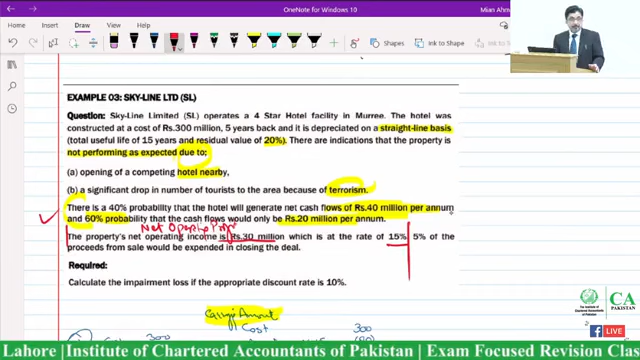 OneNote for Windows 10
Mian Ahm
File
Home
Insert
Draw
View
Help
EXAMPLE 03: SKY-LINE LTD (SL)
Question: Sky-Line Limited (SL) operates a 4 Star Hotel facility in Murree. The hotel was
constructed at a cost of Rs.300 million, 5 years back and it is depreciated on a straight-line basis
(total useful life of 15 years and residual value of 20%). There are indications that the property is
not performing as expected due to;
(a) opening of a competing hotel nearby,
(b) a significant drop in number of tourists to the area because of terrorism.
There is a 40% probability that the hotel will generate net cash flows of Rs.40 million per annum
and 60% probability that the cash flows would only be Rs.20 million per annum.
Net Operating Profit
The property's net operating income is Rs.30 million which is at the rate of 15% 5% of the
proceeds from sale would be expended in closing the deal.
Required:
Calculate the impairment loss if the appropriate discount rate is 10%.
Carrying Amount
Cost
300
300
LIVE
CA
PAKISTAN
Lahore |Institute of Chartered Accountants of Pakistan | Exam Focused Revision Clas